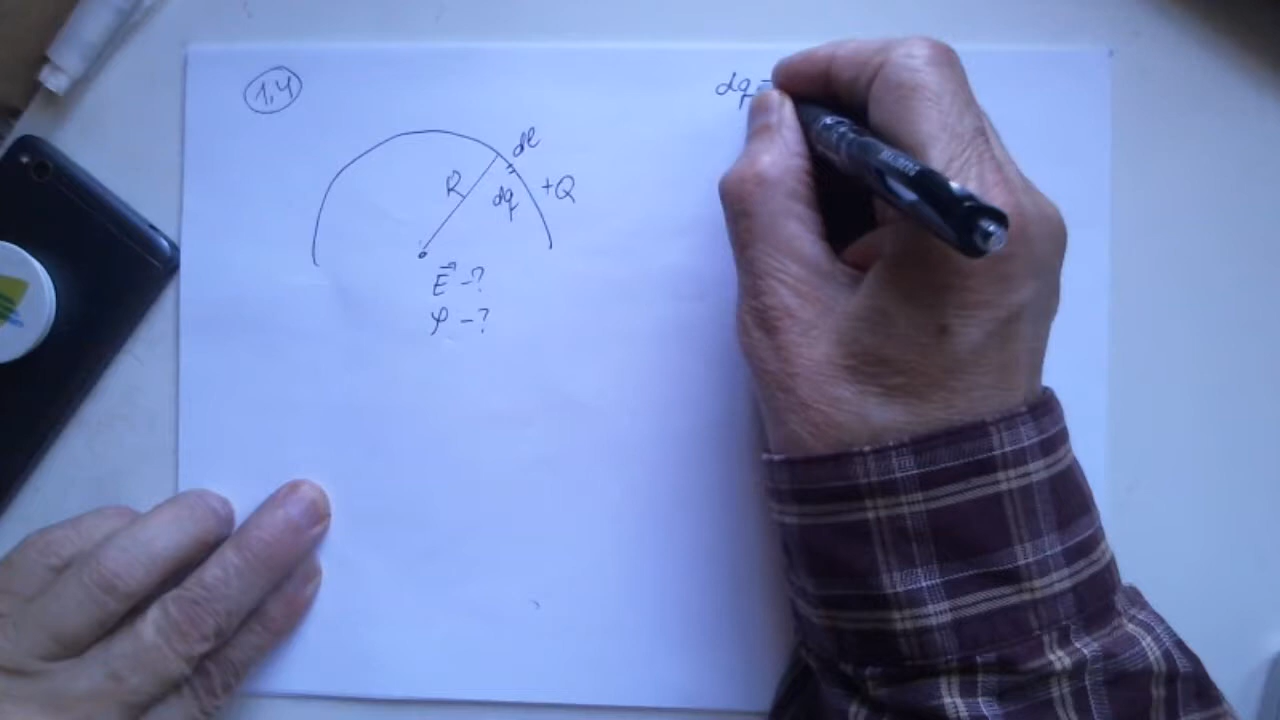 1,4
dq=
dl
R
dq
+Q
E⃗ -?
φ -?